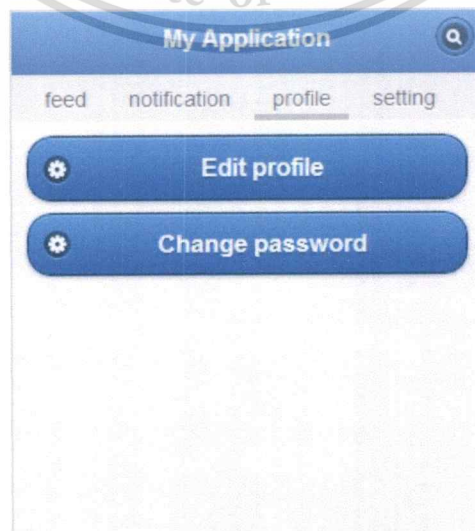 My Application
feed notification profile setting
Edit profile
Change password